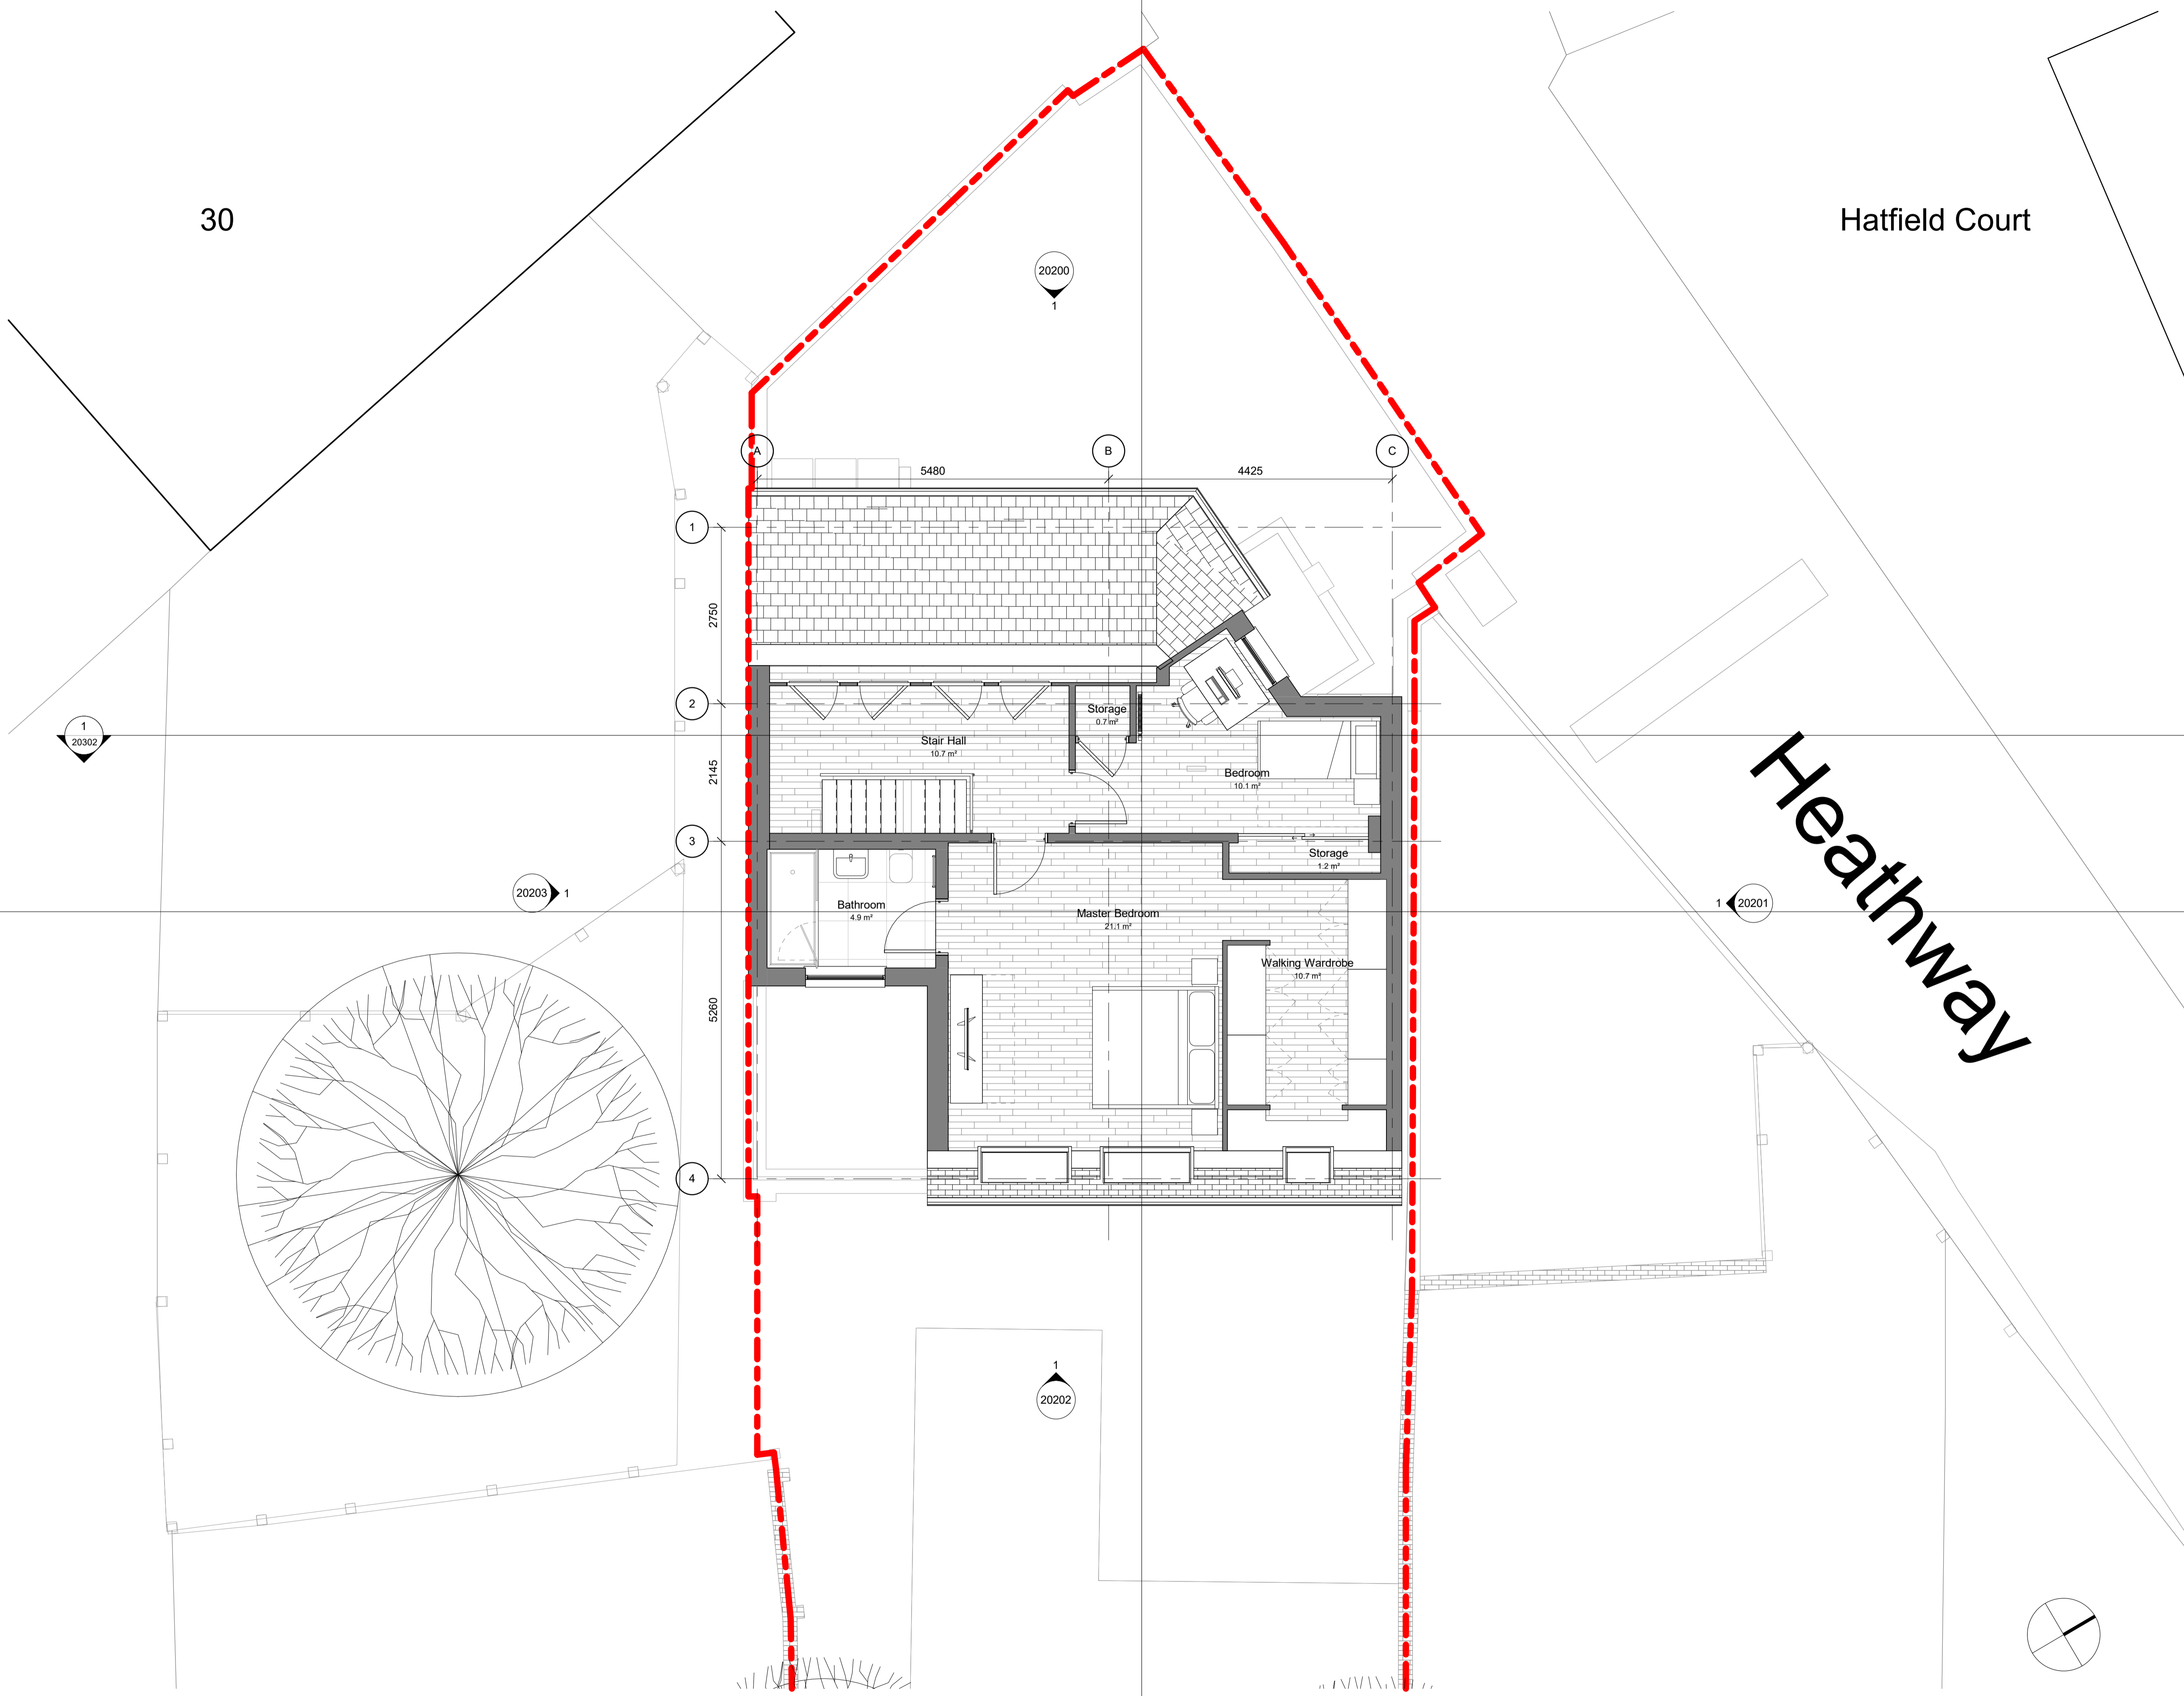 30
Hatfield Court
20200
1
A
B
C
5480
4425
1
2750
2
Storage
0.7 m²
1
20302
Stair Hall
10.7 m²
2145
Bedroom
10.1 m²
3
Storage
1.2 m²
20203
1
Bathroom
4.9 m²
Master Bedroom
21.1 m²
1
20201
Heathway
Walking Wardrobe
10.7 m²
5260
4
1
20202